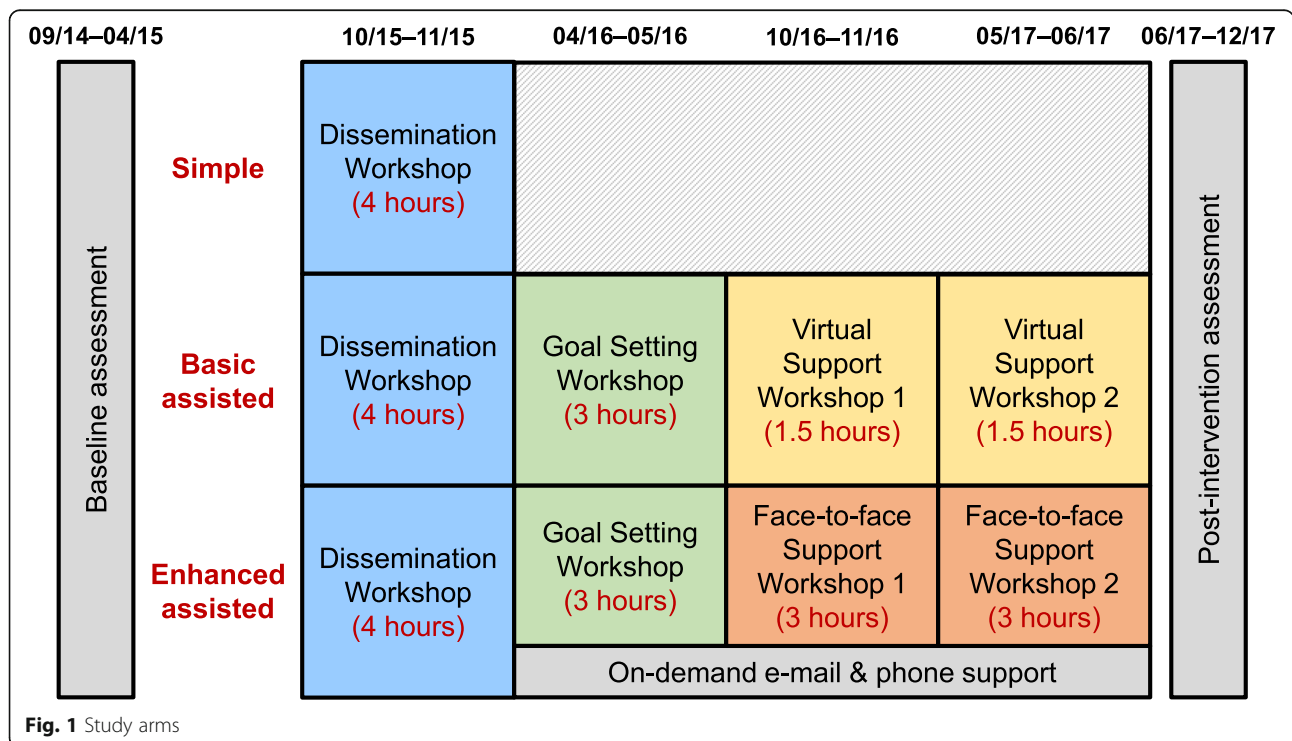 09/14–04/15
10/15–11/15
04/16–05/16
10/16–11/16
05/17–06/17
06/17–12/17
Baseline assessment
Simple
Dissemination
Workshop
(4 hours)
Basic
assisted
Dissemination
Workshop
(4 hours)
Goal Setting
Workshop
(3 hours)
Virtual
Support
Workshop 1
(1.5 hours)
Virtual
Support
Workshop 2
(1.5 hours)
Enhanced
assisted
Dissemination
Workshop
(4 hours)
Goal Setting
Workshop
(3 hours)
Face-to-face
Support
Workshop 1
(3 hours)
Face-to-face
Support
Workshop 2
(3 hours)
On-demand e-mail & phone support
Post-intervention assessment
Fig. 1 Study arms